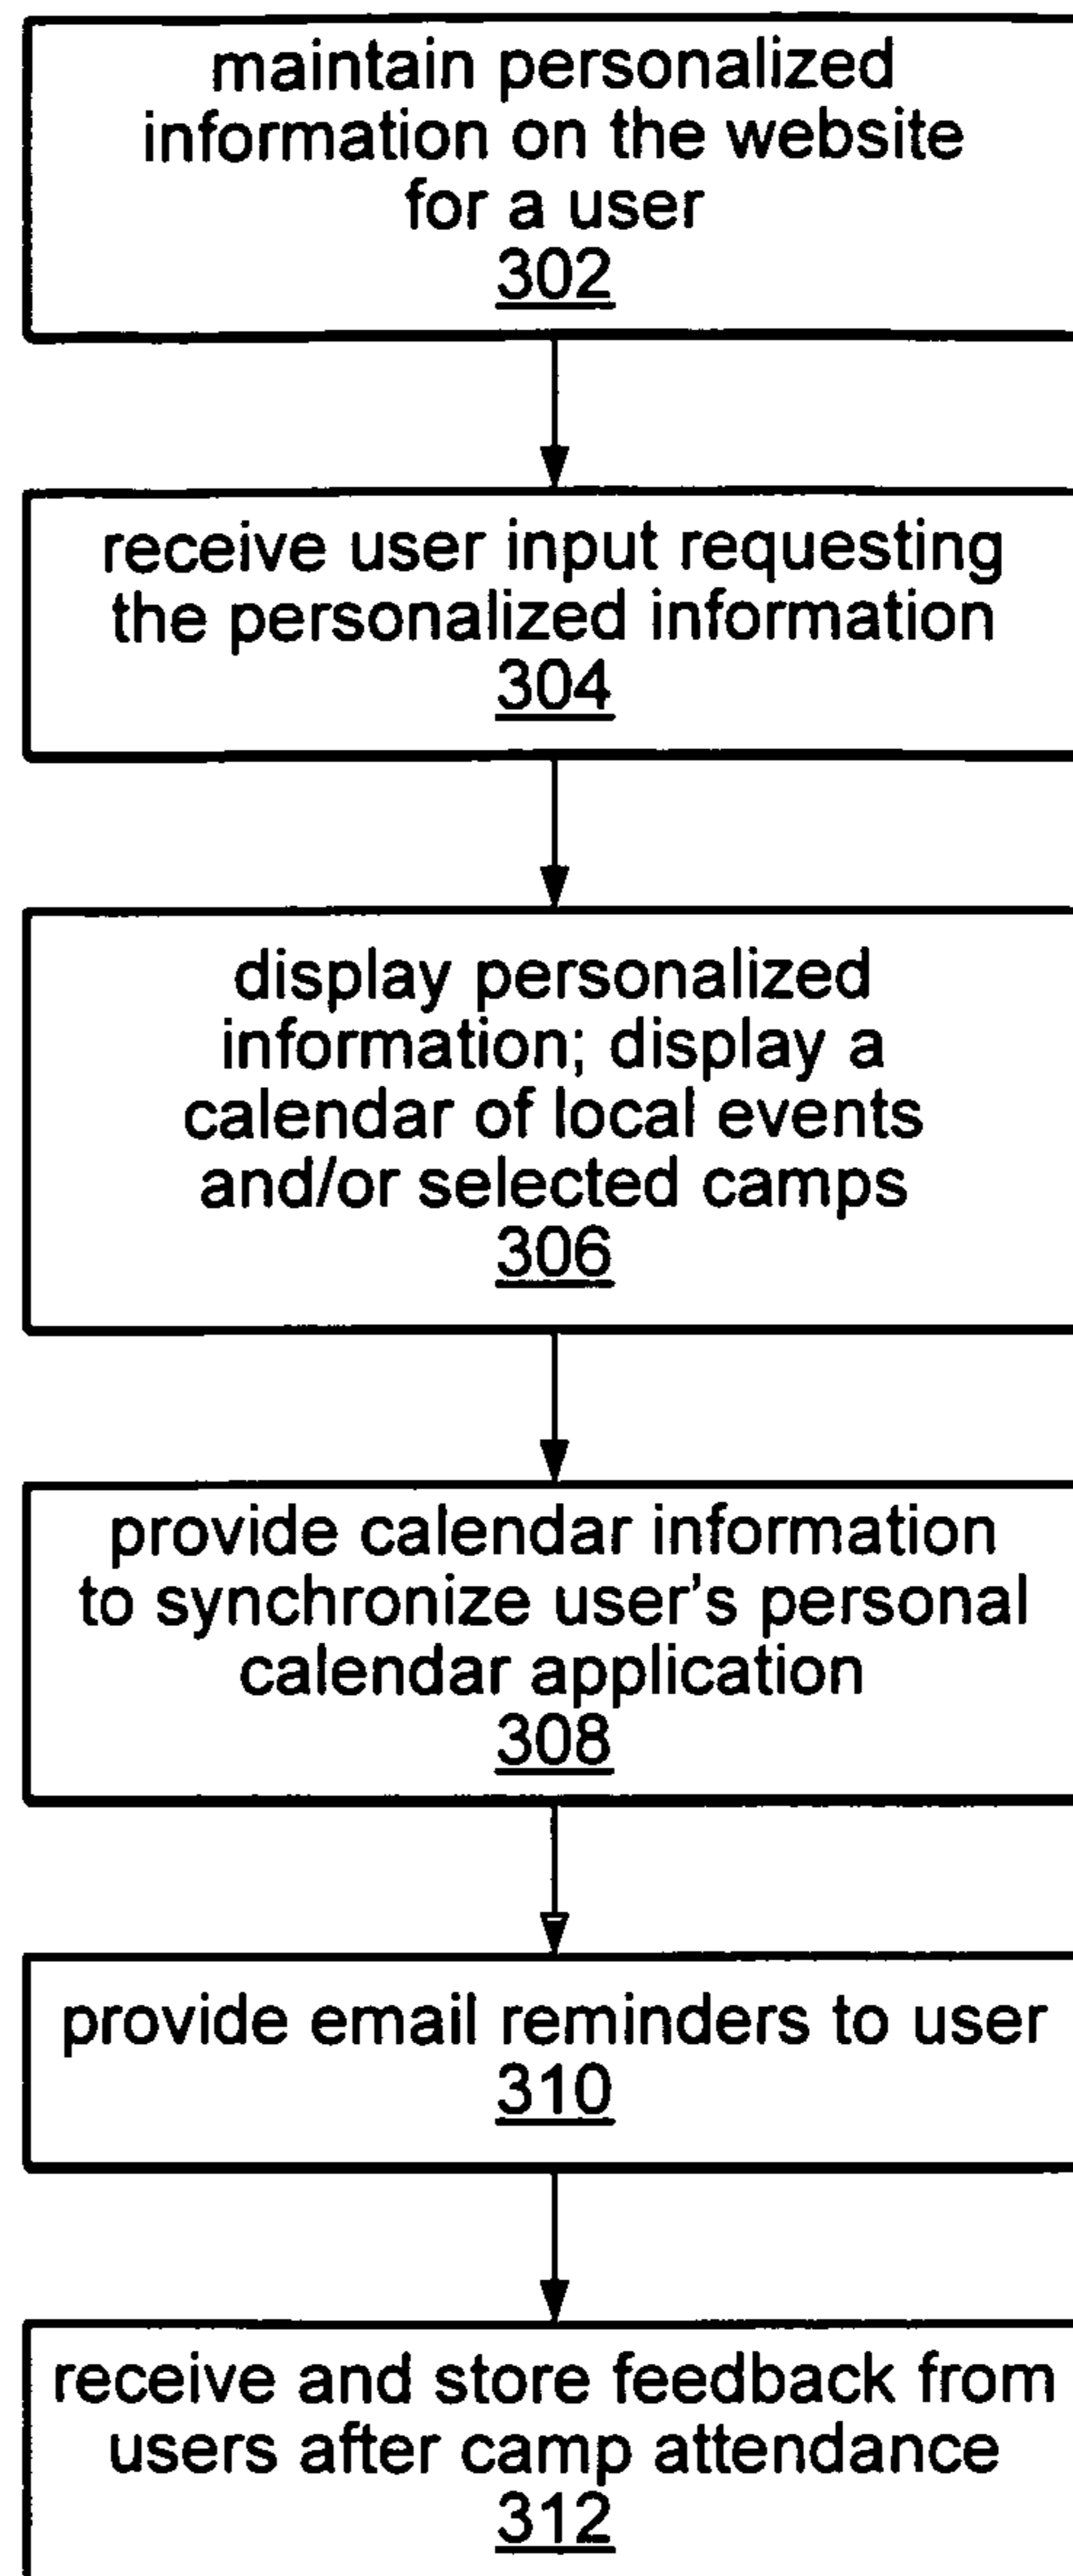 maintain personalized
information on the website
for a user
302
receive user input requesting
the personalized information
304
display personalized
information; display a
calendar of local events
and/or selected camps
306
provide calendar information
to synchronize user's personal
calendar application
308
provide email reminders to user
310
receive and store feedback from
users after camp attendance
312